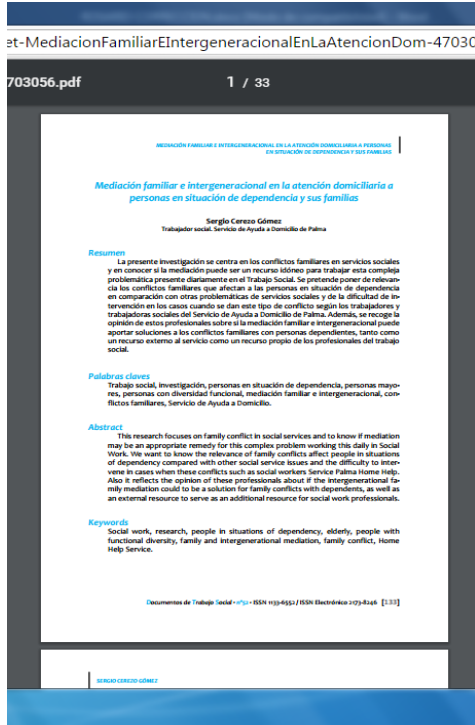 et-MediacionFamiliarEIntergeneracionalEnLaAtencionDom-47030
703056.pdf
1 / 33
MEDIACIÓN FAMILIAR E INTERGENERACIONAL EN LA ATENCIÓN DOMICILIARIA A PERSONAS
EN SITUACIÓN DE DEPENDENCIA Y SUS FAMILIAS
Mediación familiar e intergeneracional en la atención domiciliaria a
personas en situación de dependencia y sus familias
Sergio Cerezo Gómez
Trabajador social. Servicio de Ayuda a Domicilio de Palma
Resumen
La presente investigación se centra en los conflictos familiares en servicios sociales
y en conocer si la mediación puede ser un recurso idóneo para trabajar esta compleja
problemática presente diariamente en el Trabajo Social. Se pretende poner de relevan-
cia los conflictos familiares que afectan a las personas en situación de dependencia
en comparación con otras problemáticas de servicios sociales y de la dificultad de in-
tervención en los casos cuando se dan este tipo de conflicto según los trabajadores y
trabajadoras sociales del Servicio de Ayuda a Domicilio de Palma. Además, se recoge la
opinión de estos profesionales sobre si la mediación familiar e intergeneracional puede
aportar soluciones a los conflictos familiares con personas dependientes, tanto como
un recurso externo al servicio como un recurso propio de los profesionales del trabajo
social.
Palabras claves
Trabajo social, investigación, personas en situación de dependencia, personas mayo-
res, personas con diversidad funcional, mediación familiar e intergeneracional, con-
flictos familiares, Servicio de Ayuda a Domicilio.
Abstract
This research focuses on family conflict in social services and to know if mediation
may be an appropriate remedy for this complex problem working this daily in Social
Work. We want to know the relevance of family conflicts affect people in situations
of dependency compared with other social service issues and the difficulty to inter-
vene in cases when these conflicts such as social workers Service Palma Home Help.
Also it reflects the opinion of these professionals about if the intergenerational fa-
mily mediation could to be a solution for family conflicts with dependents, as well as
an external resource to serve as an additional resource for social work professionals.
Keywords
Social work, research, people in situations of dependency, elderly, people with
functional diversity, family and intergenerational mediation, family conflict, Home
Help Service.
Documentos de Trabajo Social · nº52 · ISSN 1133-6552 / ISSN Electrónico 2173-8246 [133]
SERGIO CEREZO GÓMEZ